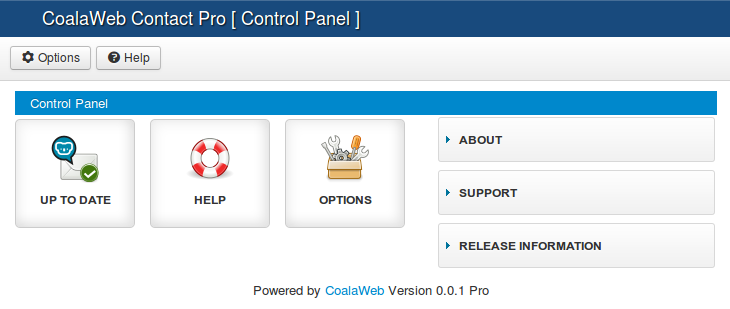 CoalaWeb Contact Pro [ Control Panel ]
Options Help
Control Panel
UP TO DATE HELP OPTIONS
ABOUT
SUPPORT
RELEASE INFORMATION
Powered by CoalaWeb Version 0.0.1 Pro